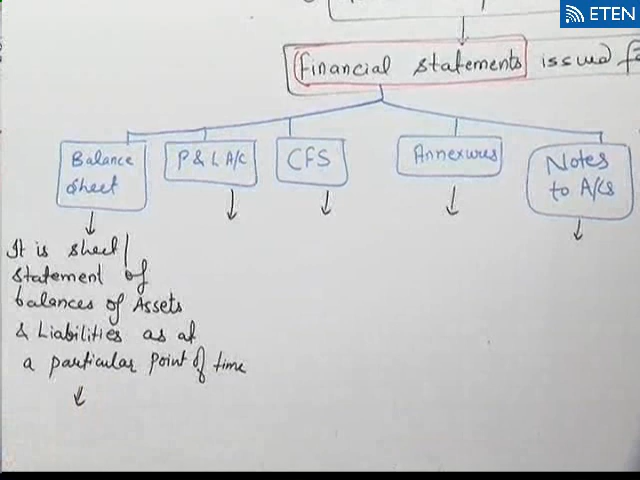 ETEN
Financial statements issued
Balance
sheet
P & L A/C
CFS
Annexures
Notes
to A/Cs
It is sheet/
statement of
balances of Assets
& Liabilities as at
a particular point of time